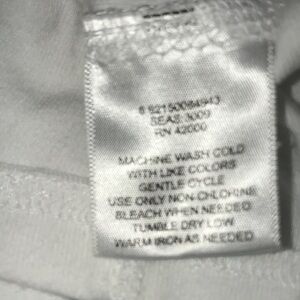 SEAS: 3009
RN 42000
MACHINE WASH COLD
WITH LIKE COLORS
GENTLE CYCLE
USE ONLY NON-CHLORINE
BLEACH WHEN NEEDED
TUMBLE DRY LOW
WARM IRON AS NEEDED